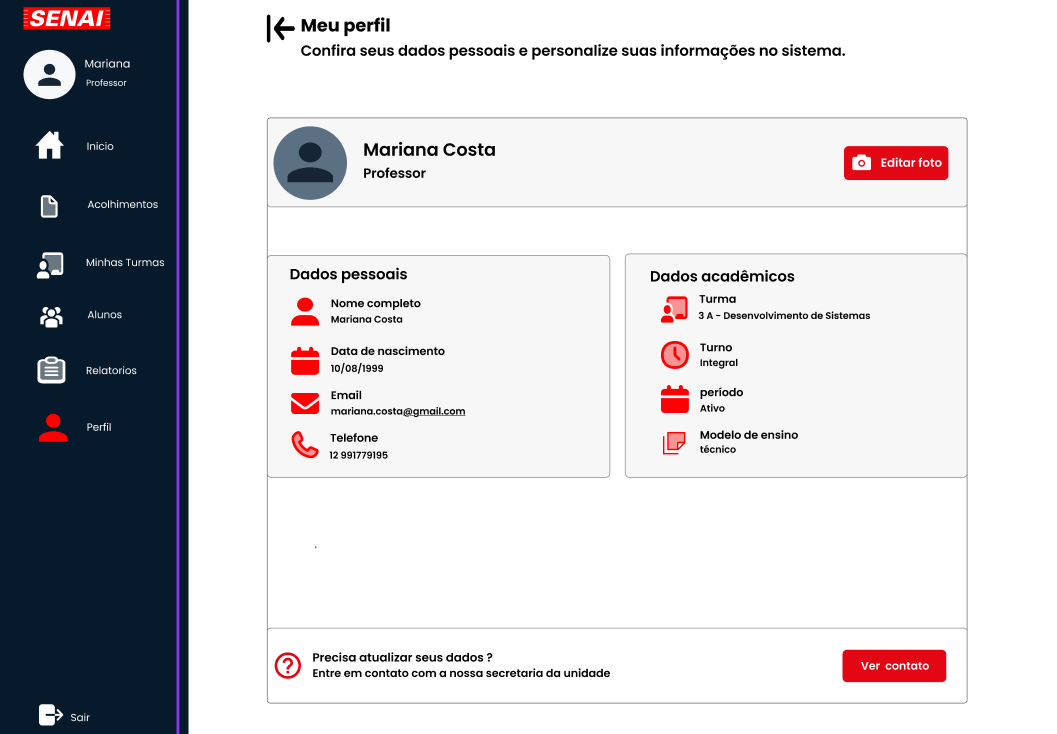 SENAI
Mariana
Professor
Inicio
Acolhimentos
Minhas Turmas
Alunos
Relatorios
Perfil
Sair
Meu perfil
Confira seus dados pessoais e personalize suas informações no sistema.
Mariana Costa
Professor
Editar foto
Dados pessoais
Nome completo
Mariana Costa
Data de nascimento
10/08/1999
Email
mariana.costa@gmail.com
Telefone
12 991779195
Dados acadêmicos
Turma
3 A - Desenvolvimento de Sistemas
Turno
Integral
período
Ativo
Modelo de ensino
técnico
.
Precisa atualizar seus dados ?
Entre em contato com a nossa secretaria da unidade
Ver contato